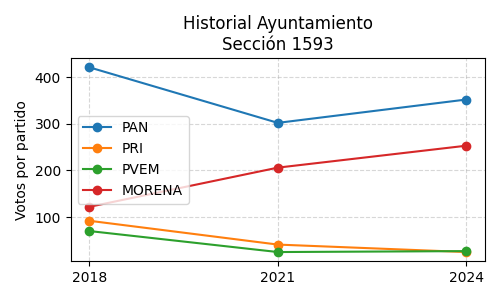 Historial Ayuntamiento
Sección 1593
Votos por partido
400
300
200
100
PAN
PRI
PVEM
MORENA
2018
2021
2024